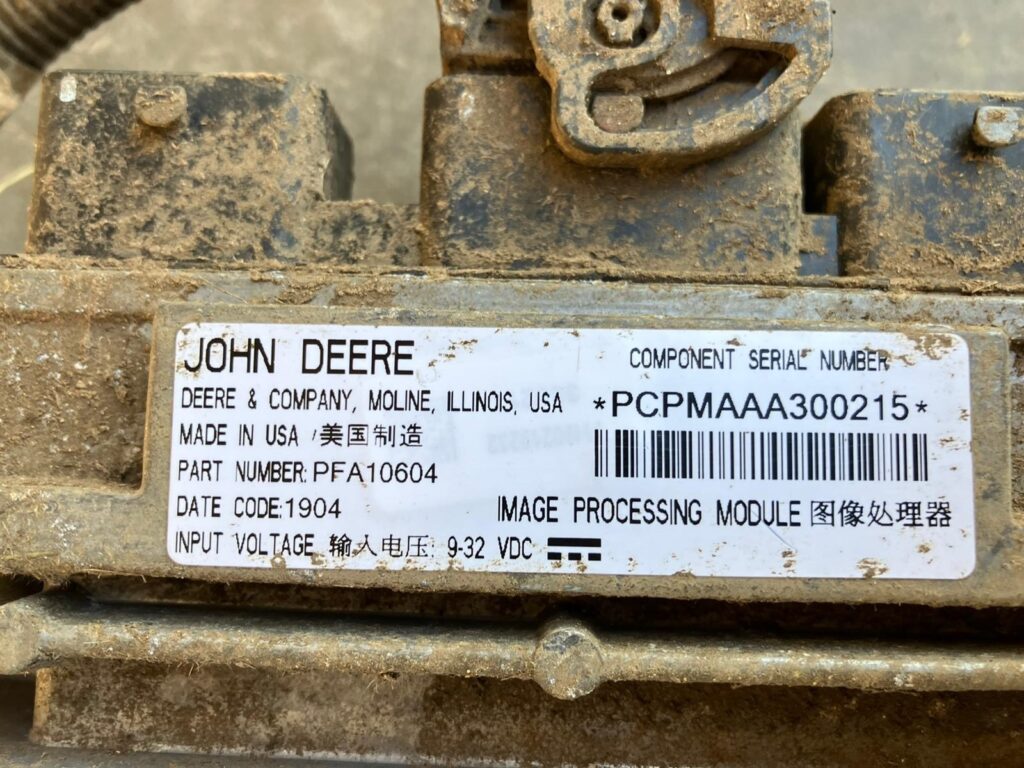 JOHN DEERE
DEERE & COMPANY, MOLINE, ILLINOIS, USA
MADE IN USA /美国制造
PART NUMBER: PFA10604
DATE CODE:1904
INPUT VOLTAGE 输入电压: 9-32 VDC
COMPONENT SERIAL NUMBER
*PCPMAAA300215*
IMAGE PROCESSING MODULE 图像处理器